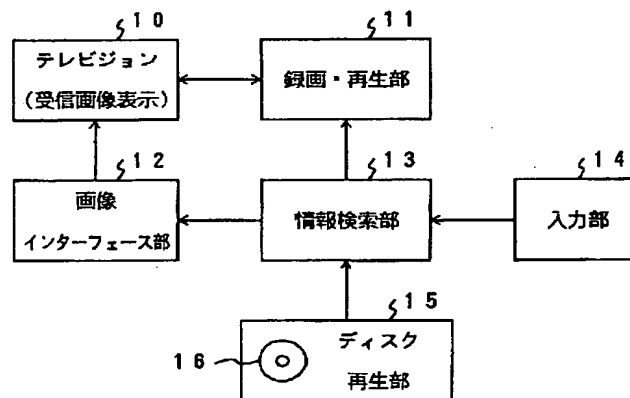 10
テレビジョン
(受信画像表示)
11
録画・再生部
12
画像
インターフェース部
13
情報検索部
14
入力部
15
ディスク
再生部
16